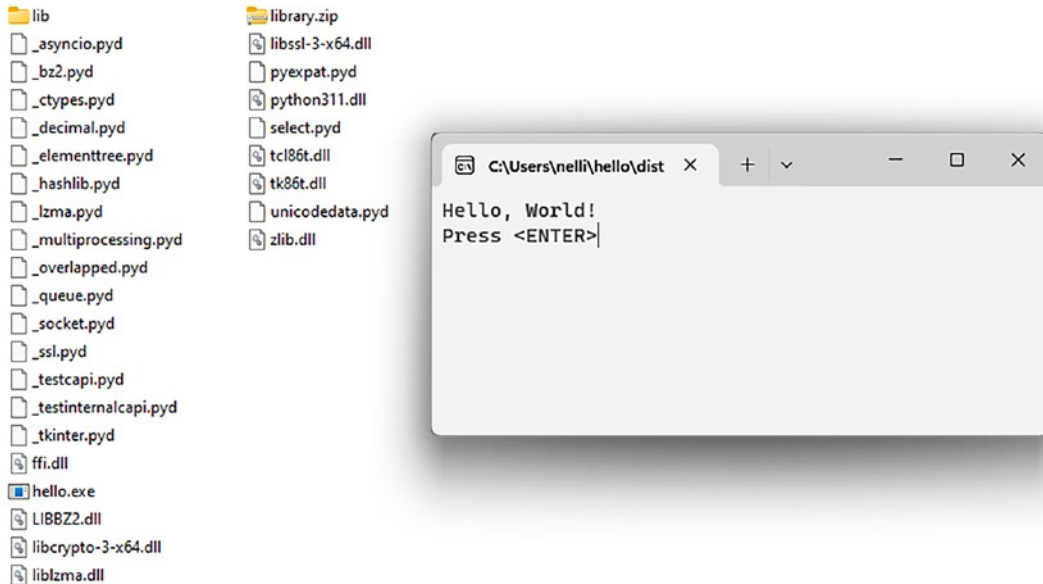 lib
_asyncio.pyd
_bz2.pyd
_ctypes.pyd
_decimal.pyd
_elementtree.pyd
_hashlib.pyd
_lzma.pyd
_multiprocessing.pyd
_overlapped.pyd
_queue.pyd
_socket.pyd
_ssl.pyd
_testcapi.pyd
_testinternalcapi.pyd
_tkinter.pyd
ffi.dll
hello.exe
LIBBZ2.dll
libcrypto-3-x64.dll
liblzma.dll
library.zip
libssl-3-x64.dll
pyexpat.pyd
python311.dll
select.pyd
tcl86t.dll
tk86t.dll
unicodedata.pyd
zlib.dll
C:\Users\nelli\hello\dist
Hello, World!
Press <ENTER>